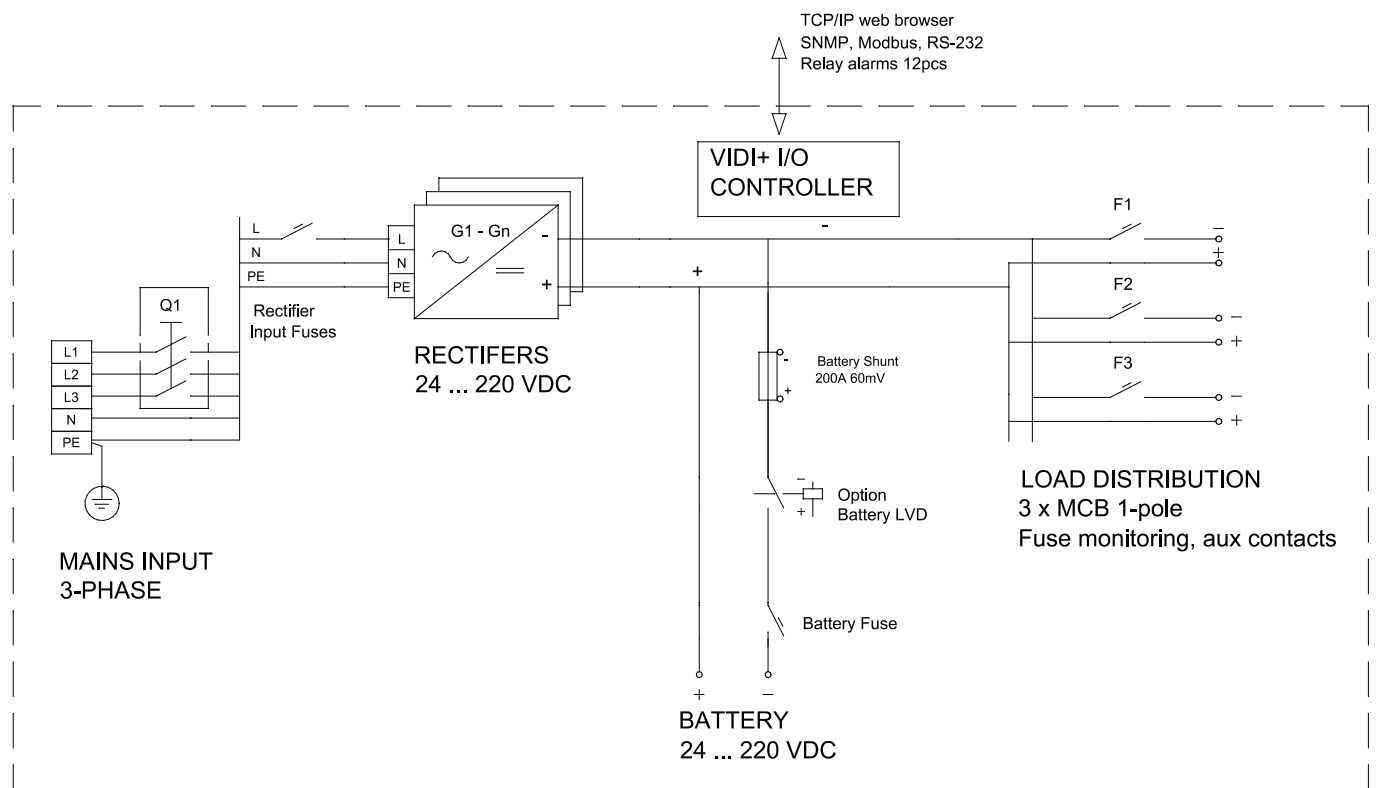 TCP/IP web browser
SNMP, Modbus, RS-232
Relay alarms 12pcs
VIDI+ I/O
CONTROLLER
-
L
N
PE
Rectifier
Input Fuses
L
N
PE
G1 - Gn
-
+
RECTIFERS
24 ... 220 VDC
+
Q1
L1
L2
L3
N
PE
MAINS INPUT
3-PHASE
-
Battery Shunt
200A 60mV
+
-
Option
Battery LVD
+
Battery Fuse
+
-
BATTERY
24 ... 220 VDC
F1
-
+
F2
-
+
F3
-
+
LOAD DISTRIBUTION
3 x MCB 1-pole
Fuse monitoring, aux contacts